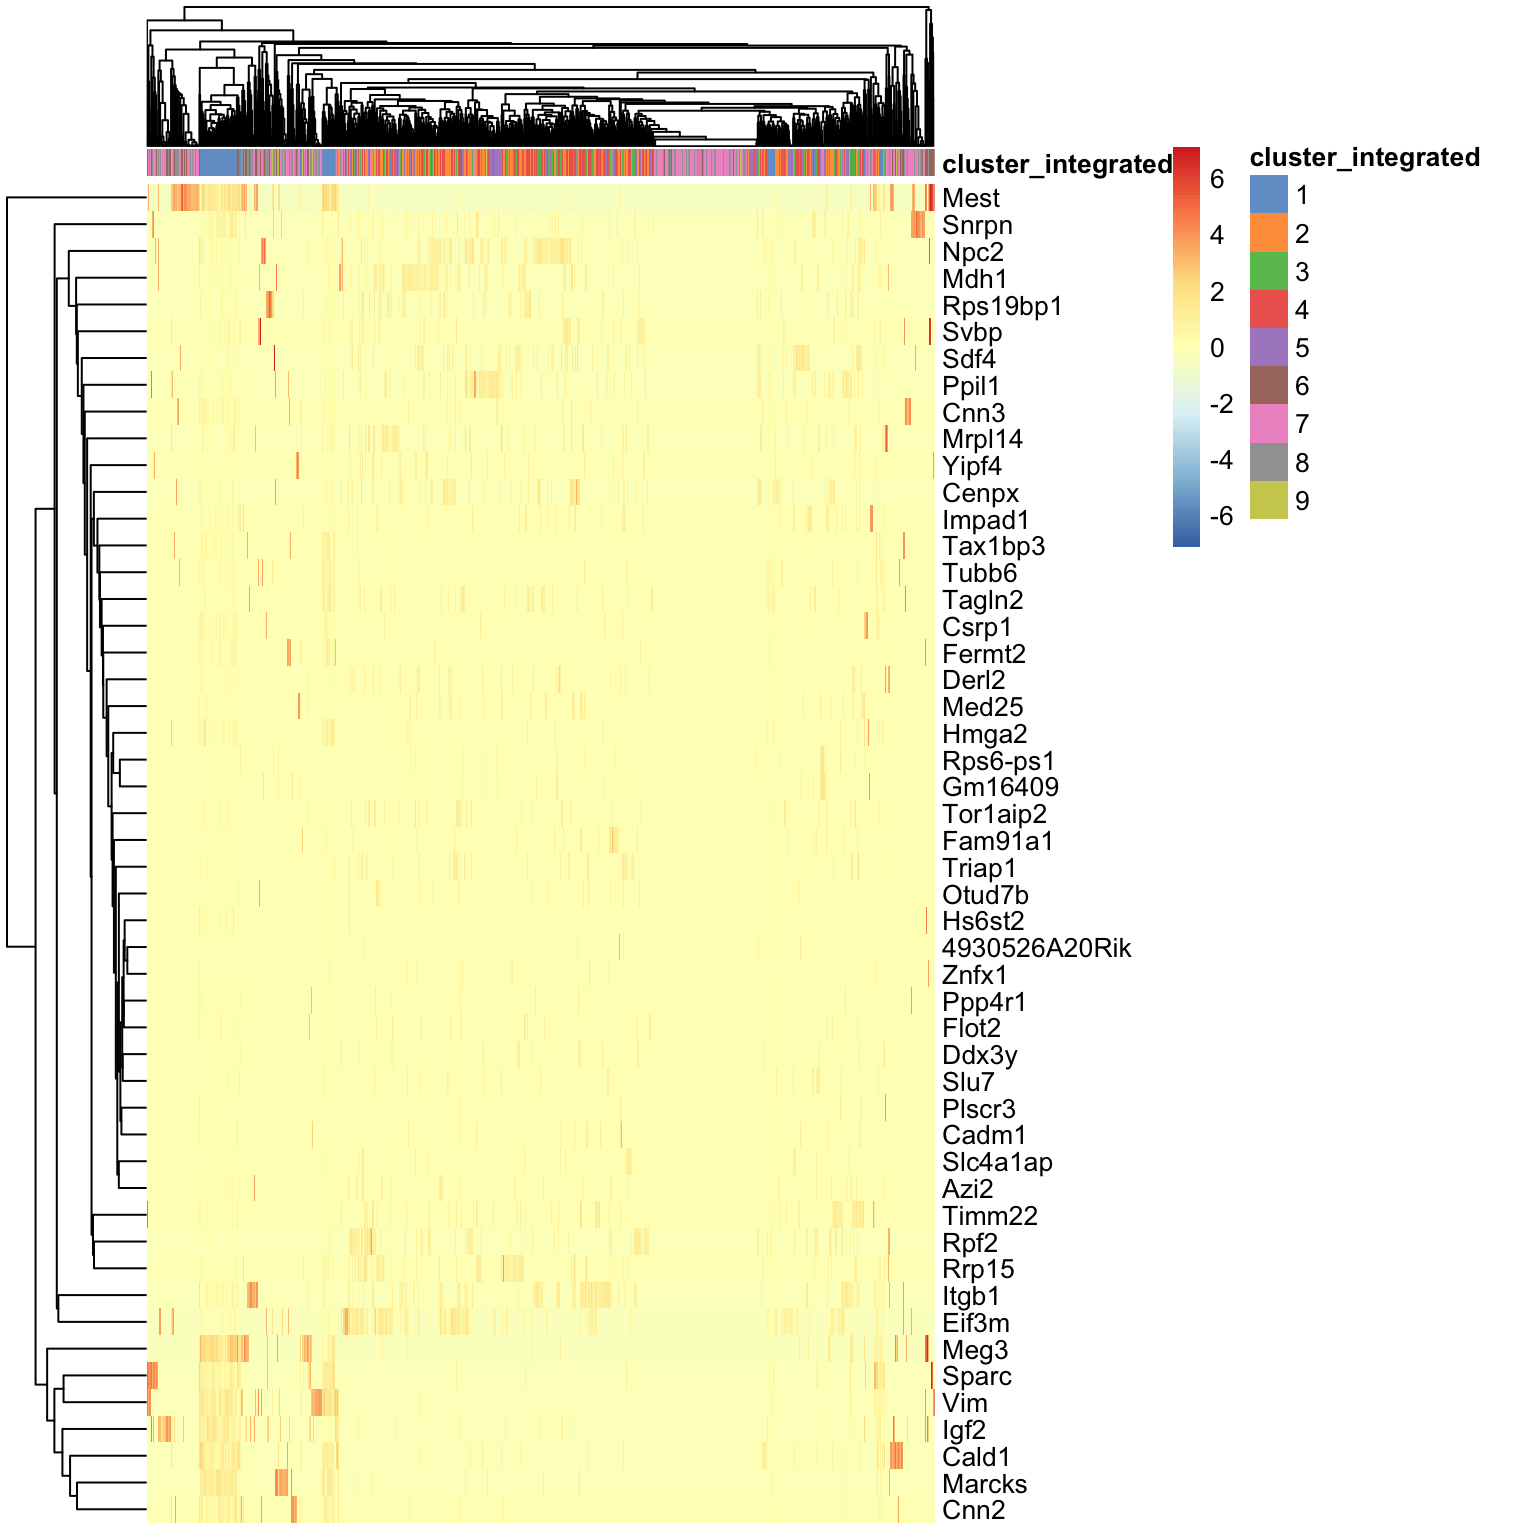 cluster_integrated
Mest
Snrpn
Npc2
Mdh1
Rps19bp1
Svbp
Sdf4
Ppil1
Cnn3
Mrpl14
Yipf4
Cenpx
Impad1
Tax1bp3
Tubb6
Tagln2
Csrp1
Fermt2
Derl2
Med25
Hmga2
Rps6-ps1
Gm16409
Tor1aip2
Fam91a1
Triap1
Otud7b
Hs6st2
4930526A20Rik
Znfx1
Ppp4r1
Flot2
Ddx3y
Slu7
Plscr3
Cadm1
Slc4a1ap
Azi2
Timm22
Rpf2
Rrp15
Itgb1
Eif3m
Meg3
Sparc
Vim
Igf2
Cald1
Marcks
Cnn2
6
4
2
0
-2
-4
-6
cluster_integrated
1
2
3
4
5
6
7
8
9